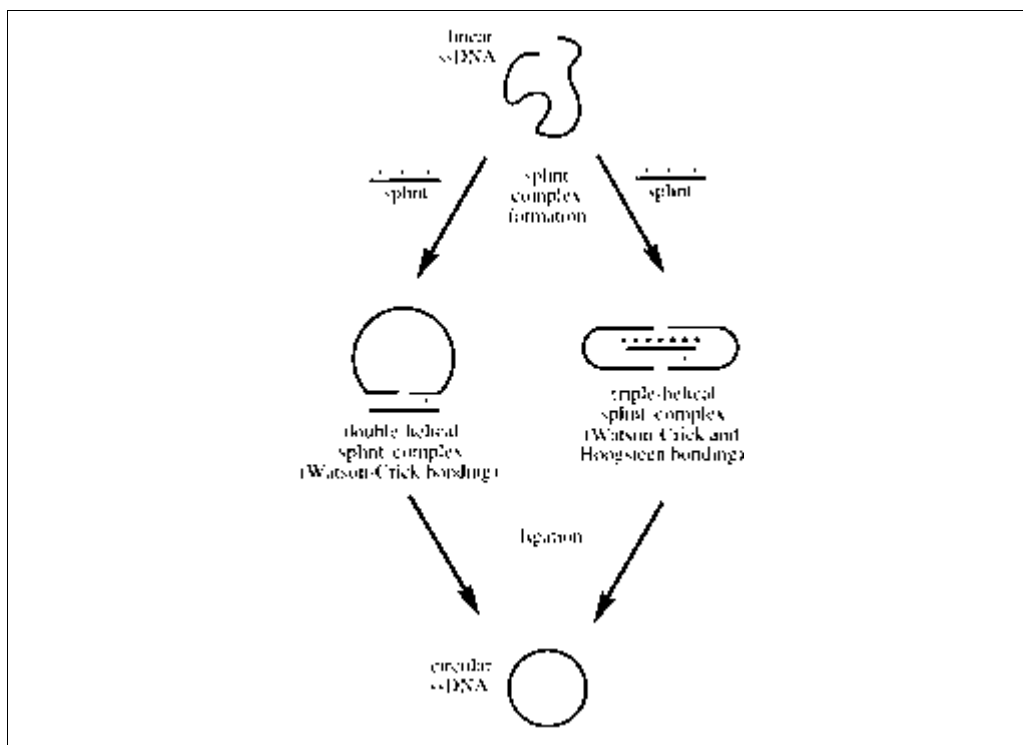 linear
ssDNA
splint
splint
complex
formation
splint
double-helical
splint complex
(Watson-Crick bonding)
triple-helical
splint complex
(Watson-Crick and
Hoogsteen bonding)
ligation
circular
ssDNA